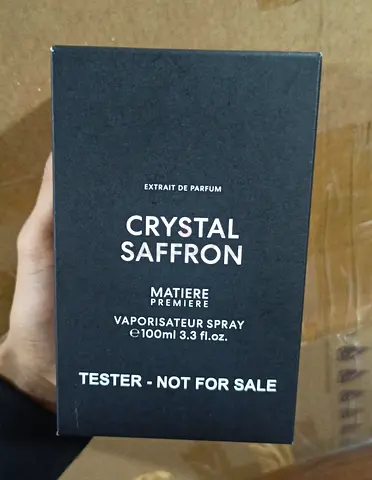 EXTRAIT DE PARFUM
CRYSTAL
SAFFRON
MATIERE
PREMIERE
VAPORISATEUR SPRAY
℮100ml 3.3 fl.oz.
TESTER - NOT FOR SALE